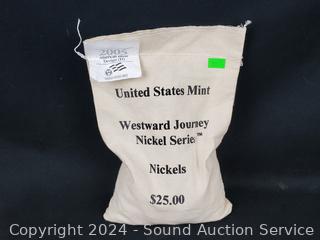 2005
United States Mint
Westward Journey
Nickel Series™
Nickels
$25.00
Copyright © 2024 - Sound Auction Service